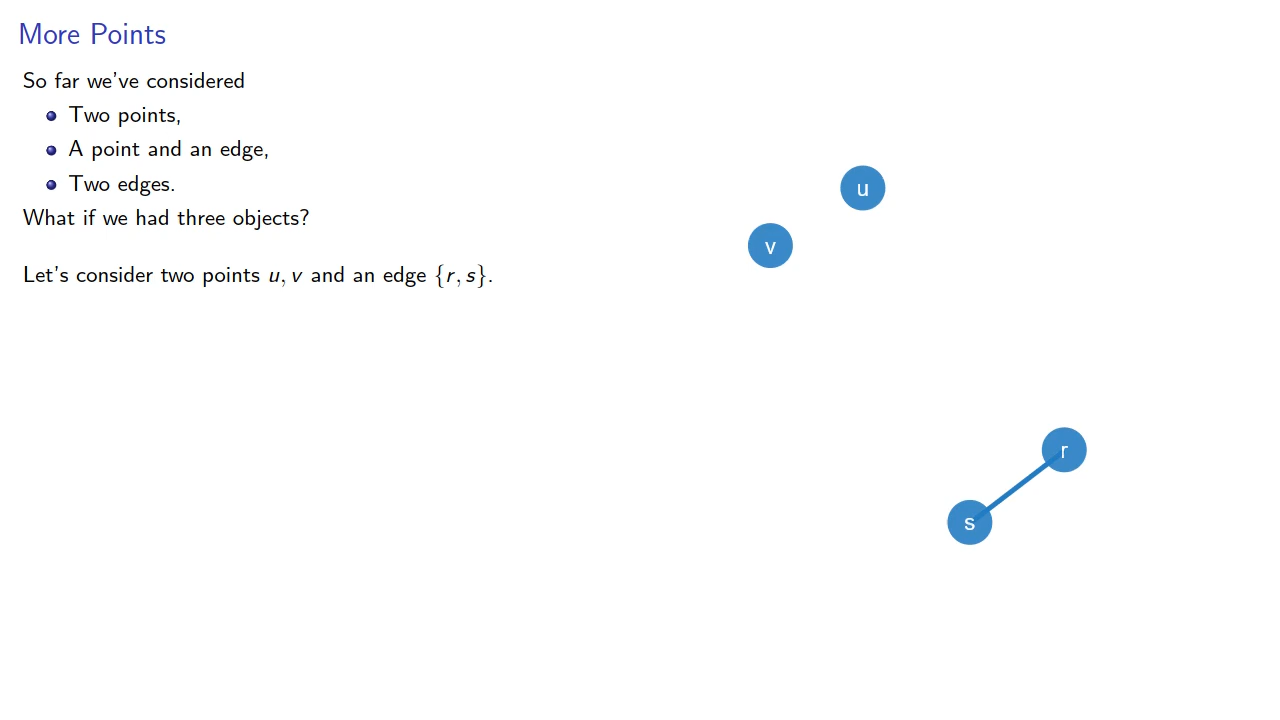 More Points
So far we've considered
Two points,
A point and an edge,
Two edges.
What if we had three objects?
Let's consider two points u, v and an edge {r, s}.
u
v
r
s